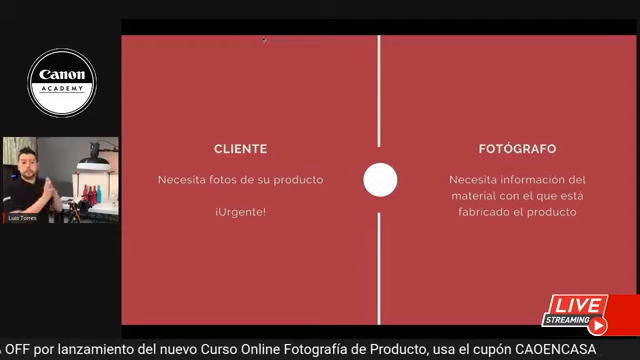 Canon
ACADEMY
CLIENTE
Necesita fotos de su producto
¡Urgente!
FOTÓGRAFO
Necesita información del
material con el que está
fabricado el producto
Luis Torres
LIVE
STREAMING
OFF por lanzamiento del nuevo Curso Online Fotografía de Producto, usa el cupón CAOENCASA